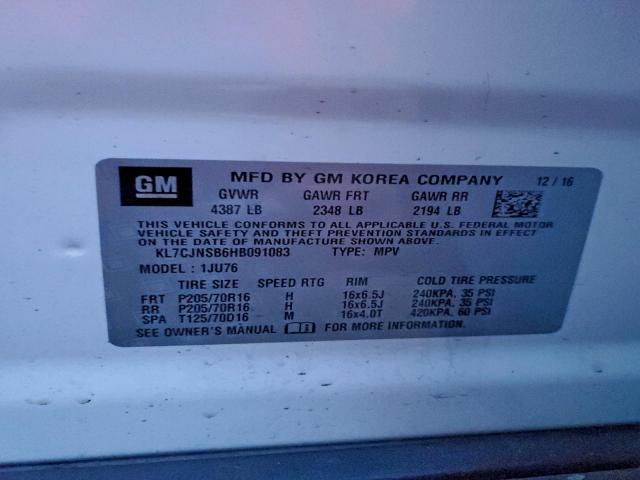 GM MFD BY GM KOREA COMPANY 12/16
GVWR GAWR FRT GAWR RR
4387 LB 2348 LB 2194 LB
THIS VEHICLE CONFORMS TO ALL APPLICABLE U.S. FEDERAL MOTOR
VEHICLE SAFETY AND THEFT PREVENTION STANDARDS IN EFFECT
ON THE DATE OF MANUFACTURE SHOWN ABOVE.
KL7CJNSB6HB091083 TYPE: MPV
MODEL : 1JU76
TIRE SIZE SPEED RTG RIM COLD TIRE PRESSURE
FRT P205/70R16 H 16x6.5J 240KPA, 35 PSI
RR P205/70R16 H 16x6.5J 240KPA, 35 PSI
SPA T125/70D16 M 16x4.0T 420KPA, 60 PSI
SEE OWNER'S MANUAL FOR MORE INFORMATION.